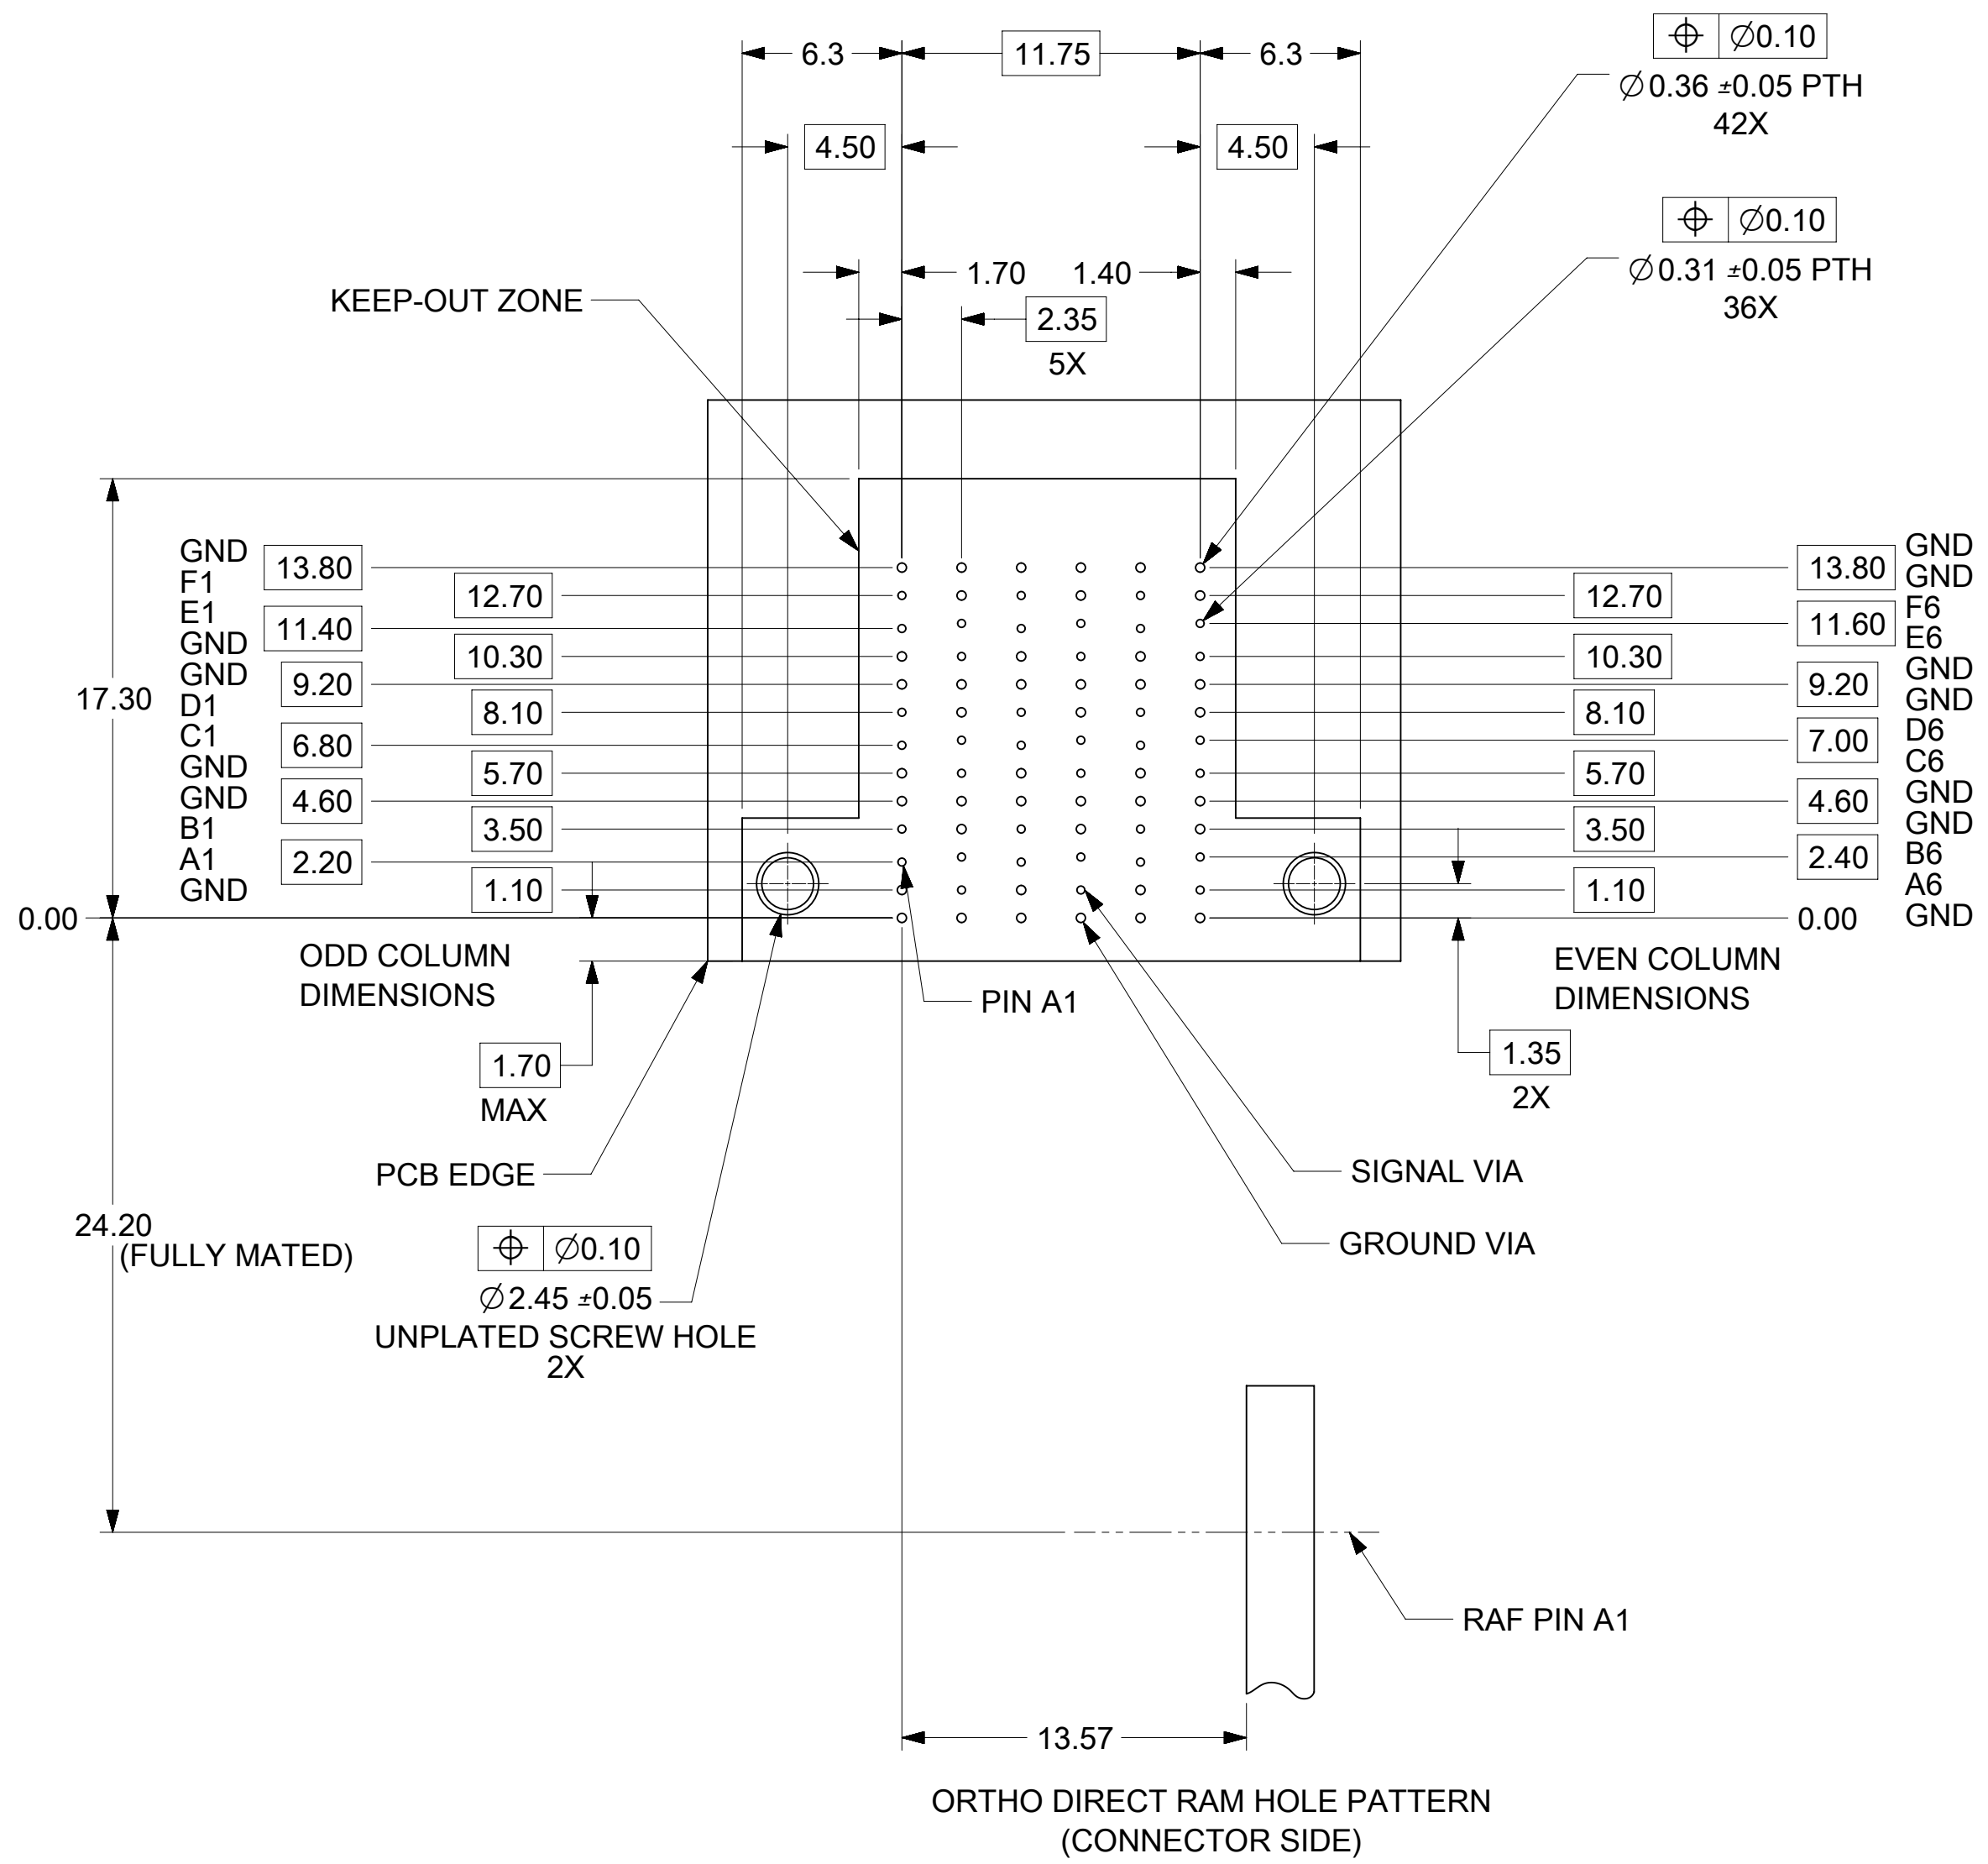 6.3
11.75
6.3
⌖ ∅0.10
∅0.36 ±0.05 PTH
42X
4.50
4.50
⌖ ∅0.10
∅0.31 ±0.05 PTH
36X
KEEP-OUT ZONE
1.70
1.40
2.35
5X
17.30
GND
F1
E1
GND
GND
D1
C1
GND
GND
B1
A1
GND
13.80
12.70
11.40
10.30
9.20
8.10
6.80
5.70
4.60
3.50
2.20
1.10
0.00
ODD COLUMN
DIMENSIONS
13.80
12.70
11.60
10.30
9.20
8.10
7.00
5.70
4.60
3.50
2.40
1.10
0.00
GND
GND
F6
E6
GND
GND
D6
C6
GND
GND
B6
A6
GND
EVEN COLUMN
DIMENSIONS
PIN A1
1.70
MAX
1.35
2X
PCB EDGE
SIGNAL VIA
GROUND VIA
24.20
(FULLY MATED)
⌖ ∅0.10
∅2.45 ±0.05
UNPLATED SCREW HOLE
2X
RAF PIN A1
13.57
ORTHO DIRECT RAM HOLE PATTERN
(CONNECTOR SIDE)